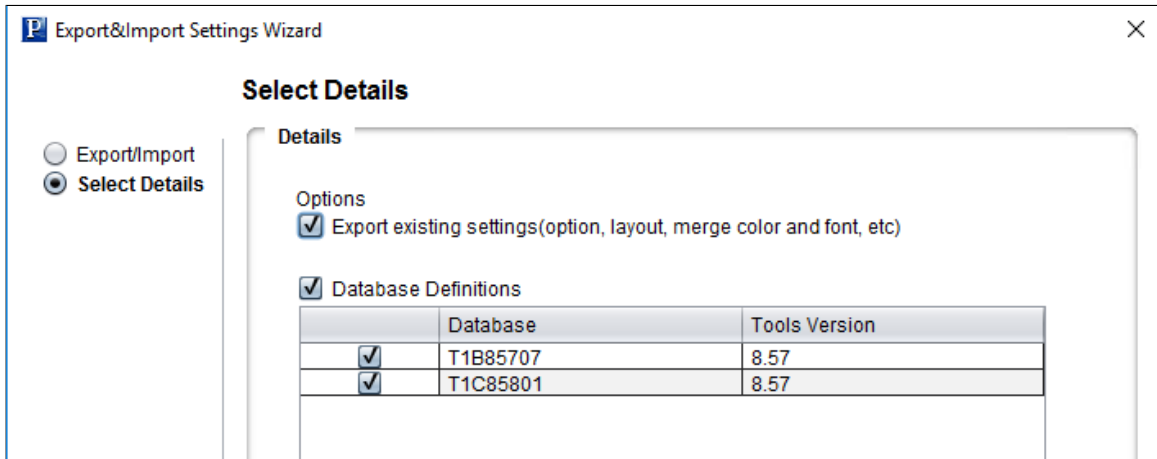 P Export&Import Settings Wizard
Select Details
Export/Import
Select Details
Details
Options
Export existing settings(option, layout, merge color and font, etc)
Database Definitions
Database Tools Version
T1B85707 8.57
T1C85801 8.57